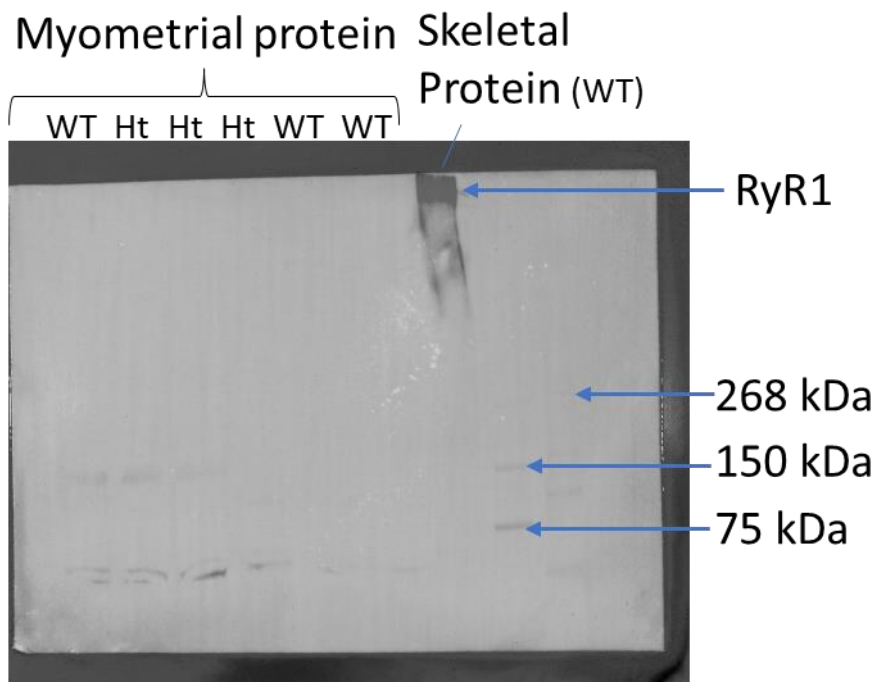 Myometrial protein
Skeletal
Protein (WT)
WT Ht Ht Ht WT WT
RyR1
268 kDa
150 kDa
75 kDa